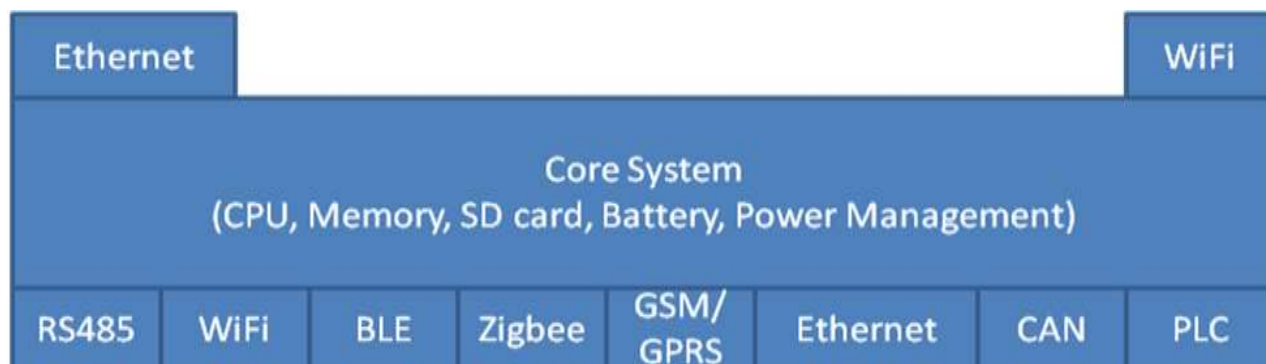 Ethernet
WiFi
Core System
(CPU, Memory, SD card, Battery, Power Management)
RS485
WiFi
BLE
Zigbee
GSM/
GPRS
Ethernet
CAN
PLC